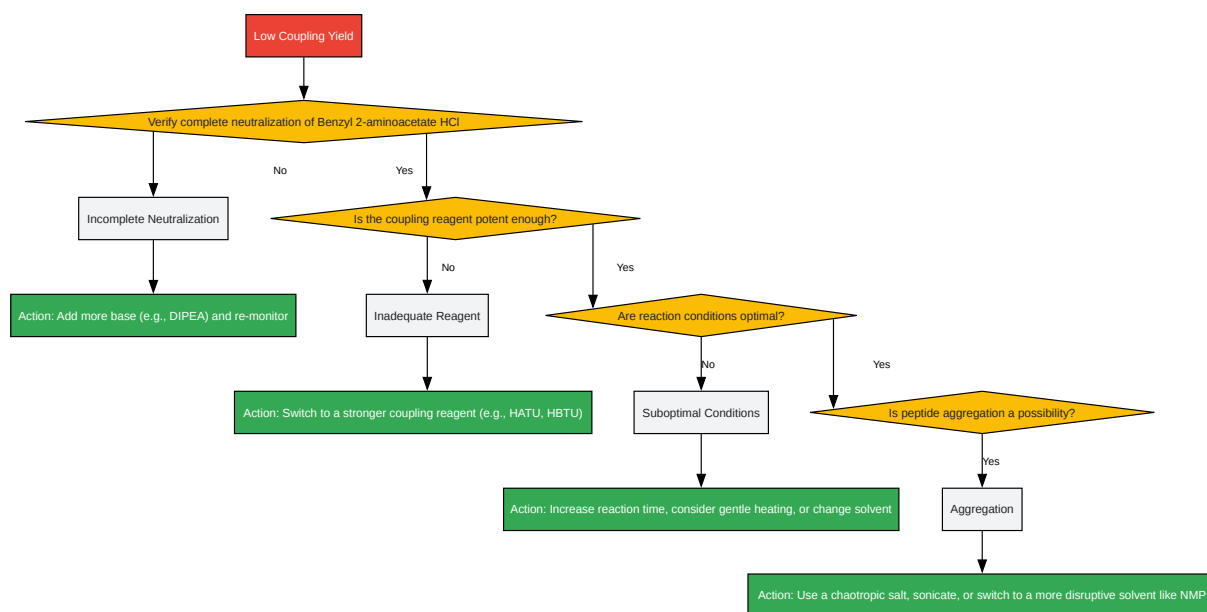 Low Coupling Yield
Verify complete neutralization of Benzyl 2-aminoacetate HCl
No
Yes
Incomplete Neutralization
Is the coupling reagent potent enough?
No
Yes
Action: Add more base (e.g., DIPEA) and re-monitor
Inadequate Reagent
Are reaction conditions optimal?
No
Yes
Action: Switch to a stronger coupling reagent (e.g., HATU, HBTU)
Suboptimal Conditions
Is peptide aggregation a possibility?
Yes
Action: Increase reaction time, consider gentle heating, or change solvent
Aggregation
Action: Use a chaotropic salt, sonicate, or switch to a more disruptive solvent like NMP